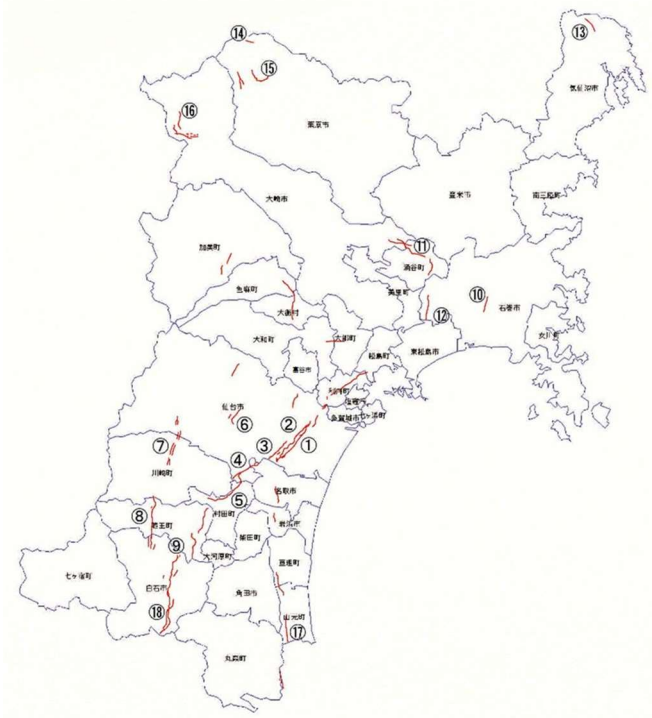 ⑭
⑬
⑮
気仙沼市
⑯
栗原市
大崎市
登米市
南三陸町
加美町
⑪
涌谷町
色麻町
美里町
⑩
石巻市
大衡村
⑫
女川町
大和町
大郷町
松島町
東松島市
富谷市
利府町
塩竈市
仙台市
多賀城市
七ヶ浜町
⑥
②
⑦
③
①
川崎町
④
⑤
名取市
⑧
村田町
蔵王町
岩沼市
⑨
柴田町
大河原町
亘理町
七ヶ宿町
白石市
角田市
⑱
山元町
⑰
丸森町